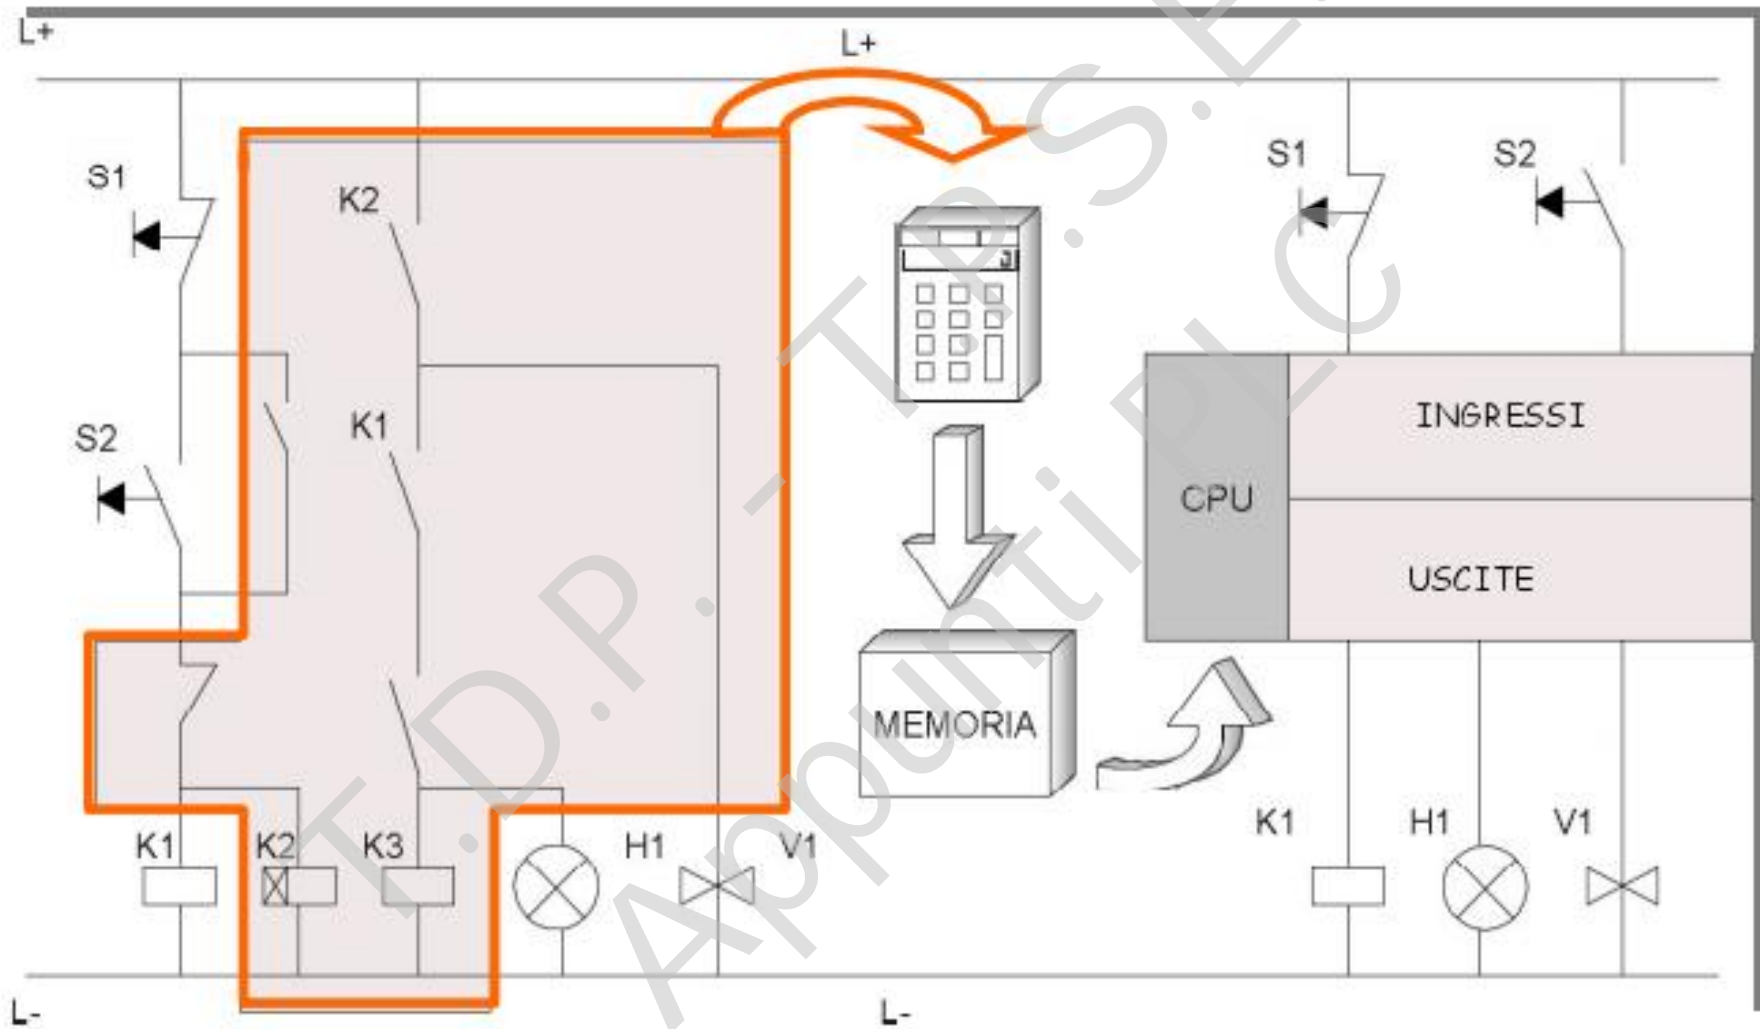 L+
L+
S1
K2
S1
S2
K1
S2
INGRESSI
CPU
USCITE
MEMORIA
K1
K2
K3
H1
V1
K1
H1
V1
L-
L-
T.D.P. - T.P.S.E
Appunti PLC